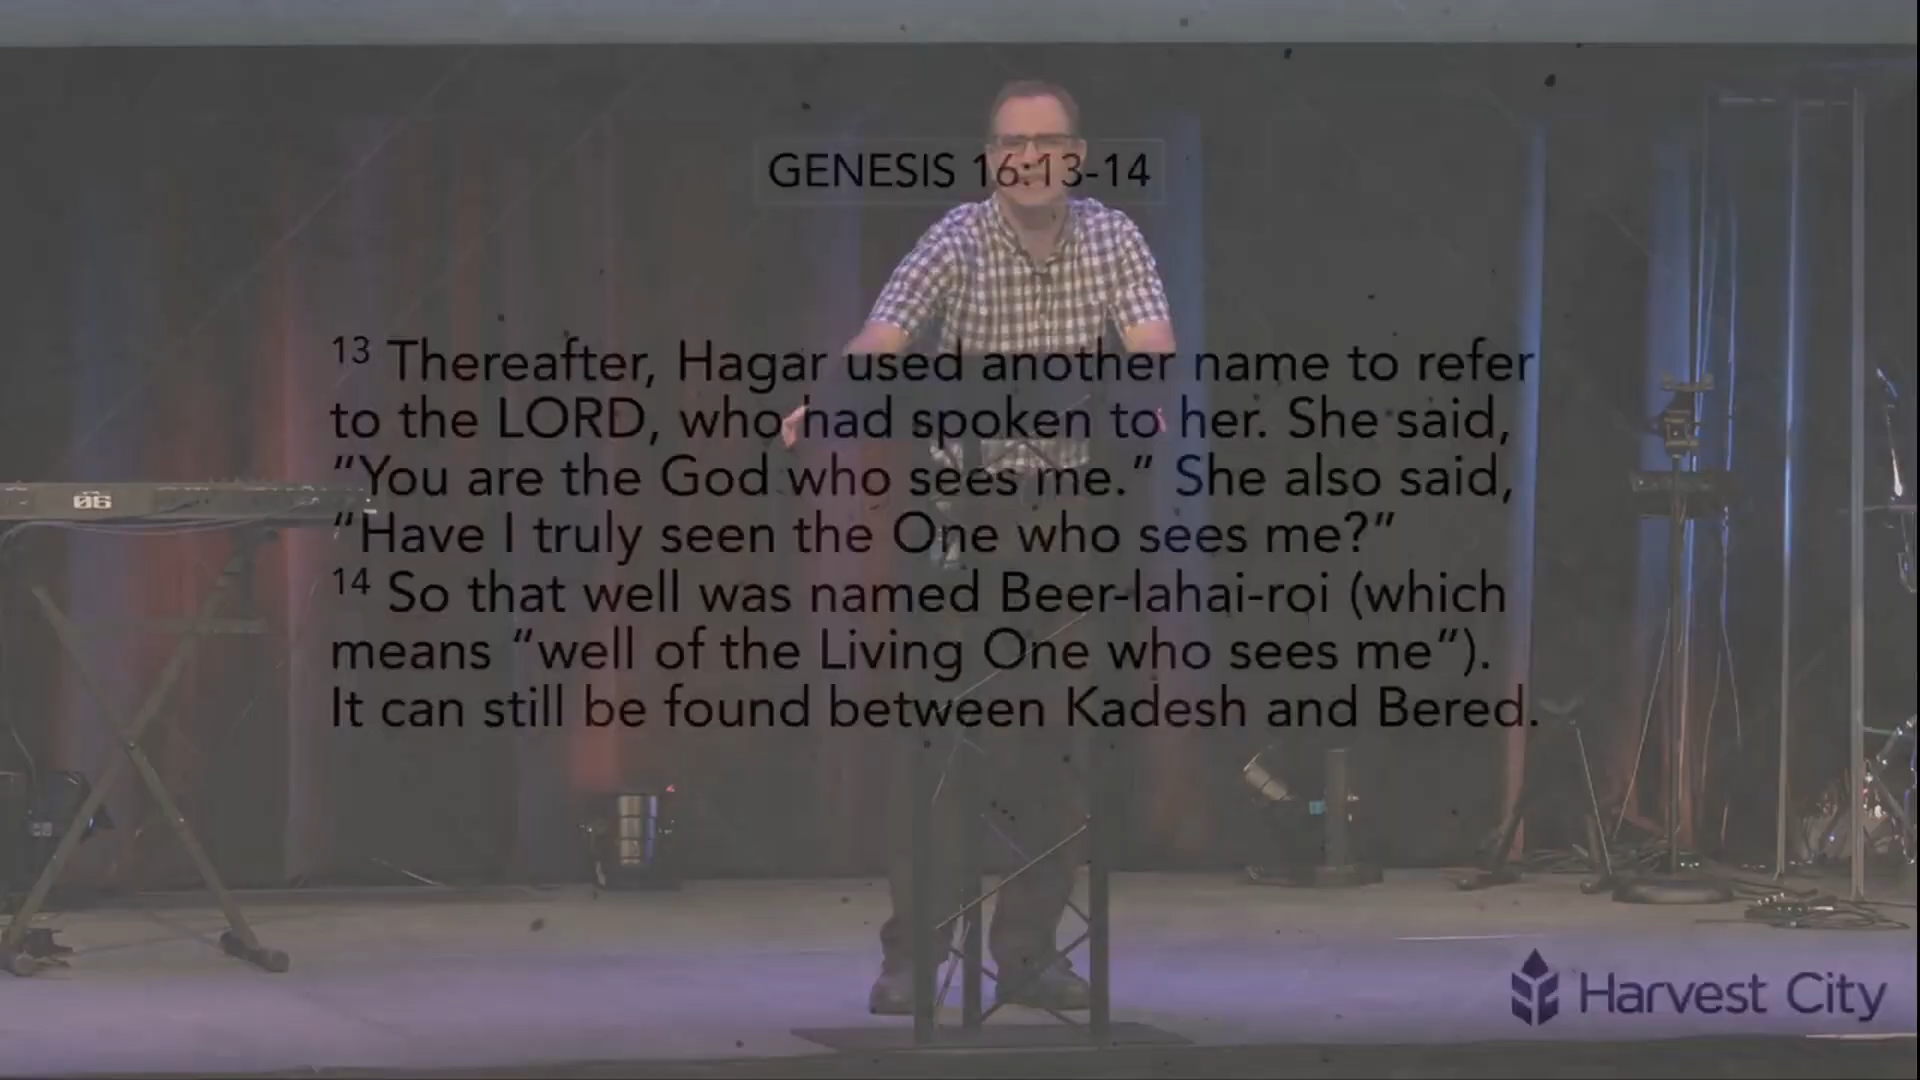 GENESIS 16:13-14
13 Thereafter, Hagar used another name to refer
to the LORD, who had spoken to her. She said,
“You are the God who sees me.” She also said,
“Have I truly seen the One who sees me?”
14 So that well was named Beer-lahai-roi (which
means “well of the Living One who sees me”).
It can still be found between Kadesh and Bered.
Harvest City